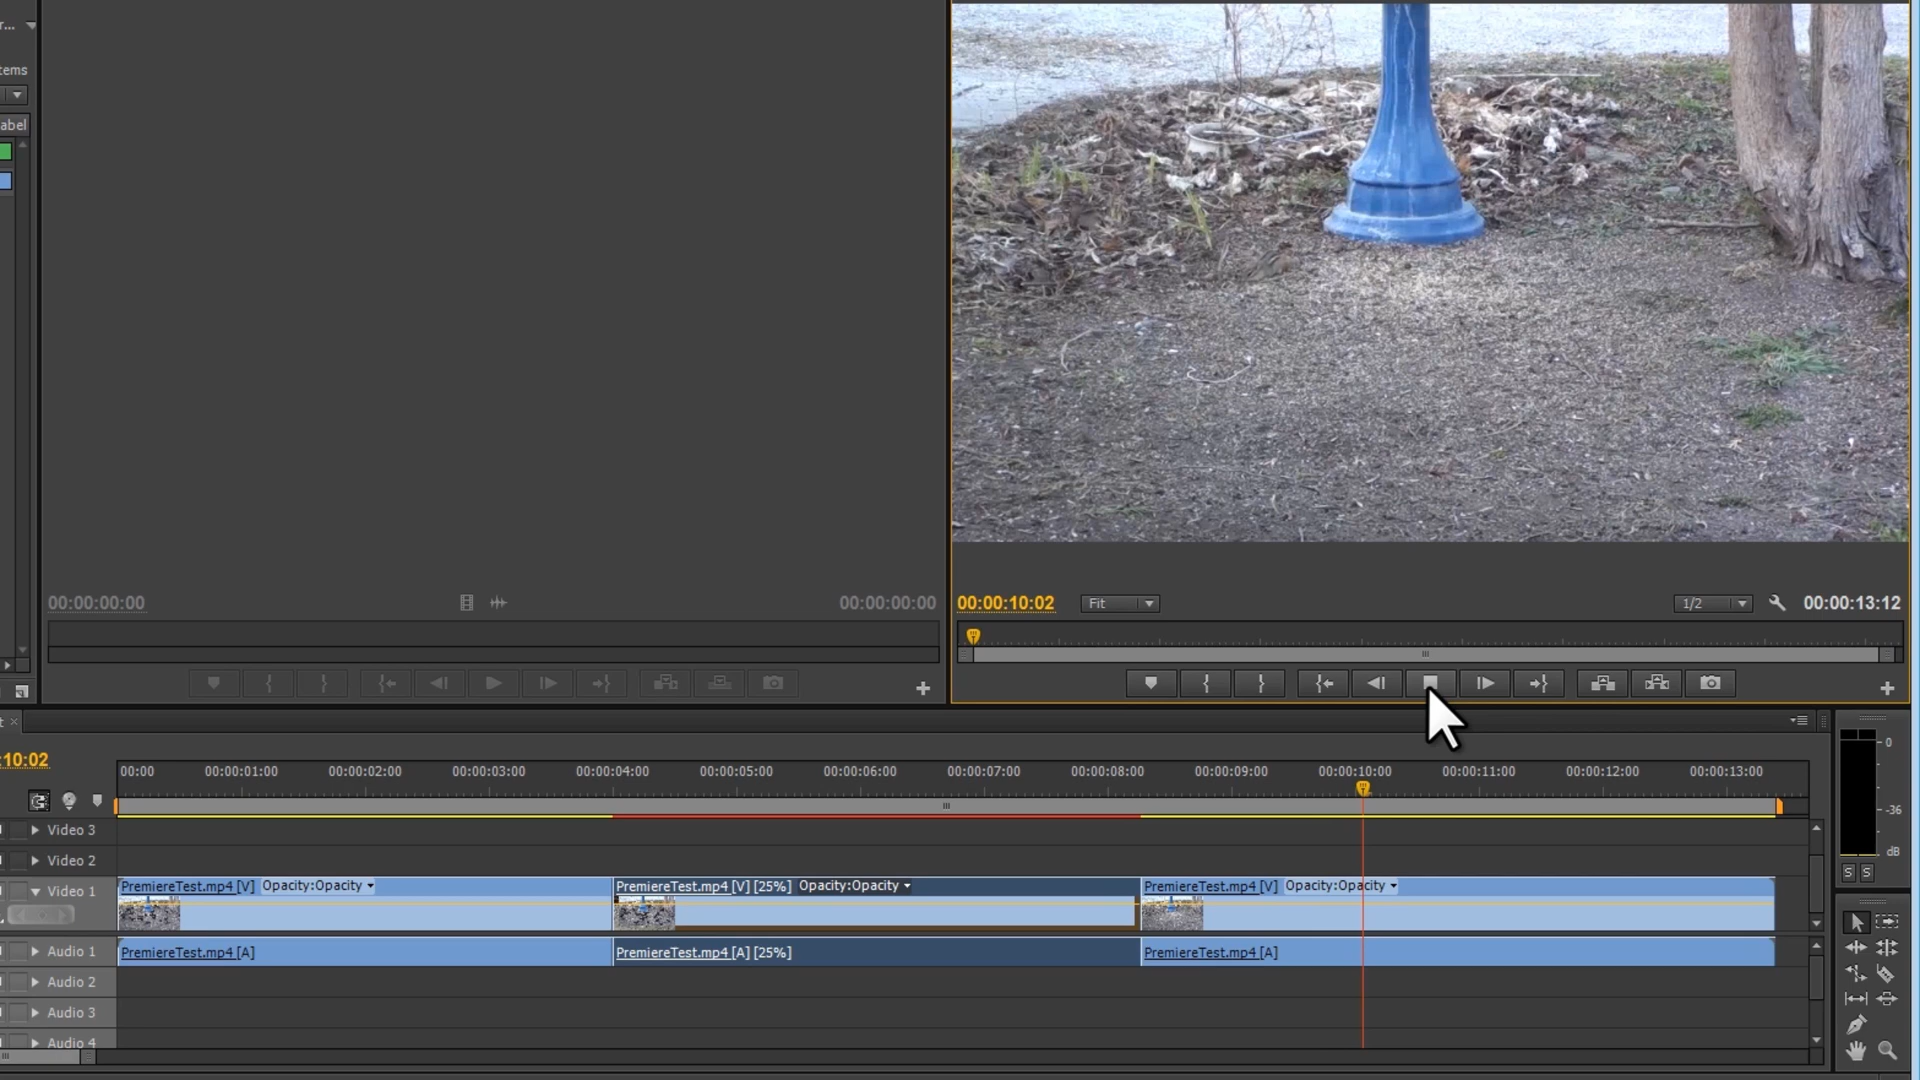 r...
tems
abel
00:00:00:00
00:00:00:00
00:00:10:02
Fit
1/2
00:00:13:12
t ×
:10:02
00:00
00:00:01:00
00:00:02:00
00:00:03:00
00:00:04:00
00:00:05:00
00:00:06:00
00:00:07:00
00:00:08:00
00:00:09:00
00:00:10:00
00:00:11:00
00:00:12:00
00:00:13:00
0
-36
dB
S S
Video 3
Video 2
Video 1
PremiereTest.mp4 [V] Opacity:Opacity
PremiereTest.mp4 [V] [25%] Opacity:Opacity
PremiereTest.mp4 [V] Opacity:Opacity
Audio 1
PremiereTest.mp4 [A]
PremiereTest.mp4 [A] [25%]
PremiereTest.mp4 [A]
Audio 2
Audio 3
Audio 4